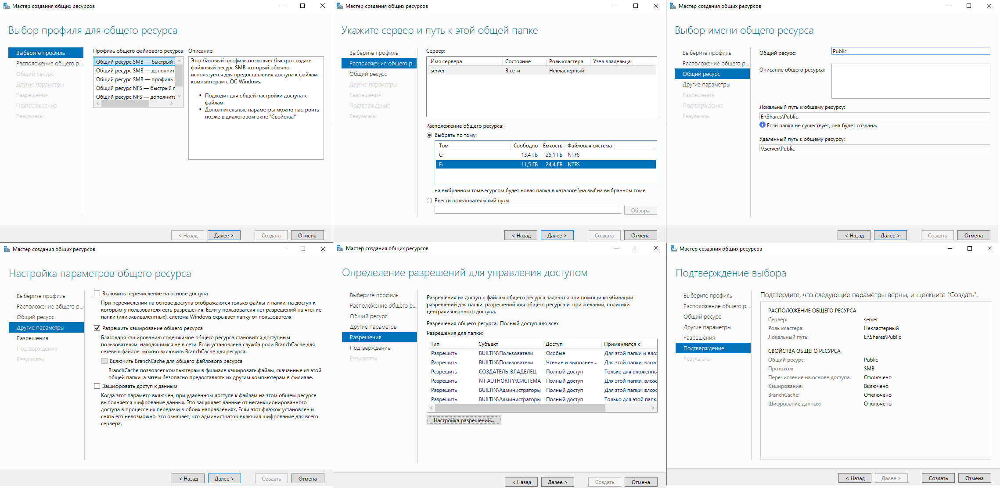 Мастер создания общих ресурсов
Выбор профиля для общего ресурса
Выберите профиль
Расположение общего р...
Общий ресурс
Другие параметры
Разрешения
Подтверждение
Результаты
Профиль общего файлового ресурса:
Общий ресурс SMB — быстрый
Общий ресурс SMB — дополните
Общий ресурс SMB — профиль
Общий ресурс NFS — быстрый п
Общий ресурс NFS — дополните
Описание:
Этот базовый профиль позволяет быстро создать
файловый ресурс SMB, который обычно
используется для предоставления доступа к файлам
компьютерам с ОС Windows.
• Подходит для общей настройки доступа к
файлам
• Дополнительные параметры можно настроить
позже в диалоговом окне "Свойства"
< Назад
Далее >
Создать
Отмена
Мастер создания общих ресурсов
Укажите сервер и путь к этой общей папке
Выберите профиль
Расположение общего р...
Общий ресурс
Другие параметры
Разрешения
Подтверждение
Результаты
Сервер:
Имя сервера Состояние Роль кластера Узел владельца
server В сети Некластерный
Расположение общего ресурса:
Выбрать по тому:
Том Свободно Емкость Файловая система
C: 13,4 ГБ 25,1 ГБ NTFS
E: 11,5 ГБ 24,4 ГБ NTFS
на выбранном томе.есурсом будет новая папка в каталоге \на выб на выбранном томе.
Ввести пользовательский путь:
Обзор...
< Назад
Далее >
Создать
Отмена
Мастер создания общих ресурсов
Выбор имени общего ресурса
Выберите профиль
Расположение общего р...
Общий ресурс
Другие параметры
Разрешения
Подтверждение
Результаты
Общий ресурс: Public
Описание общего ресурса:
Локальный путь к общему ресурсу:
E:\Shares\Public
Если папка не существует, она будет создана.
Удаленный путь к общему ресурсу:
\\server\Public
< Назад
Далее >
Создать
Отмена
Мастер создания общих ресурсов
Настройка параметров общего ресурса
Выберите профиль
Расположение общего р...
Общий ресурс
Другие параметры
Разрешения
Подтверждение
Результаты
Включить перечисление на основе доступа
При перечислении на основе доступа отображаются только файлы и папки, на доступ к
которым у пользователя есть разрешения. Если у пользователя нет разрешений на чтение
папки (или эквивалентных), система Windows скрывает папку от пользователя.
Разрешить кэширование общего ресурса
Благодаря кэшированию содержимое общего ресурса становится доступным
пользователям, находящимся не в сети. Если установлена служба роли BranchCache для
сетевых файлов, можно включить BranchCache для ресурса.
Включить BranchCache для общего файлового ресурса
BranchCache позволяет компьютерам в филиале кэшировать файлы, скачанные из этой
общей папки, а затем безопасно предоставлять их другим компьютерам в филиале.
Зашифровать доступ к данным
Когда этот параметр включен, при удаленном доступе к файлам на этом общем ресурсе
выполняется шифрование данных. Это защищает данные от несанкционированного
доступа в процессе их передачи в обоих направлениях. Если этот флажок установлен и
снять его невозможно, это означает, что администратор включил шифрование для всего
сервера.
< Назад
Далее >
Создать
Отмена
Мастер создания общих ресурсов
Определение разрешений для управления доступом
Выберите профиль
Расположение общего р...
Общий ресурс
Другие параметры
Разрешения
Подтверждение
Результаты
Разрешения на доступ к файлам общего ресурса задаются при помощи комбинации
разрешений для папки, разрешений для общего ресурса и, при желании, политики
централизованного доступа.
Разрешения общего ресурса: Полный доступ для всех
Разрешения для папки:
Тип Субъект Доступ Применяется к
Разрешить BUILTIN\Пользователи Особые Для этой папки и вло
Разрешить BUILTIN\Пользователи Чтение и выполнен... Для этой папки, влож
Разрешить СОЗДАТЕЛЬ-ВЛАДЕЛЕЦ Полный доступ Только для вложенны
Разрешить NT AUTHORITY\СИСТЕМА Полный доступ Для этой папки, влож
Разрешить BUILTIN\Администраторы Полный доступ Для этой папки, влож
Разрешить BUILTIN\Администраторы Полный доступ Только для этой папк
Настройка разрешений...
< Назад
Далее >
Создать
Отмена
Мастер создания общих ресурсов
Подтверждение выбора
Выберите профиль
Расположение общего р...
Общий ресурс
Другие параметры
Разрешения
Подтверждение
Результаты
Подтвердите, что следующие параметры верны, и щелкните "Создать".
РАСПОЛОЖЕНИЕ ОБЩЕГО РЕСУРСА
Сервер: server
Роль кластера: Некластерный
Локальный путь: E:\Shares\Public
СВОЙСТВА ОБЩЕГО РЕСУРСА
Общий ресурс: Public
Протокол: SMB
Перечисление на основе доступа: Отключено
Кэширование: Включено
BranchCache: Отключено
Шифрование данных: Отключено
< Назад
Далее >
Создать
Отмена